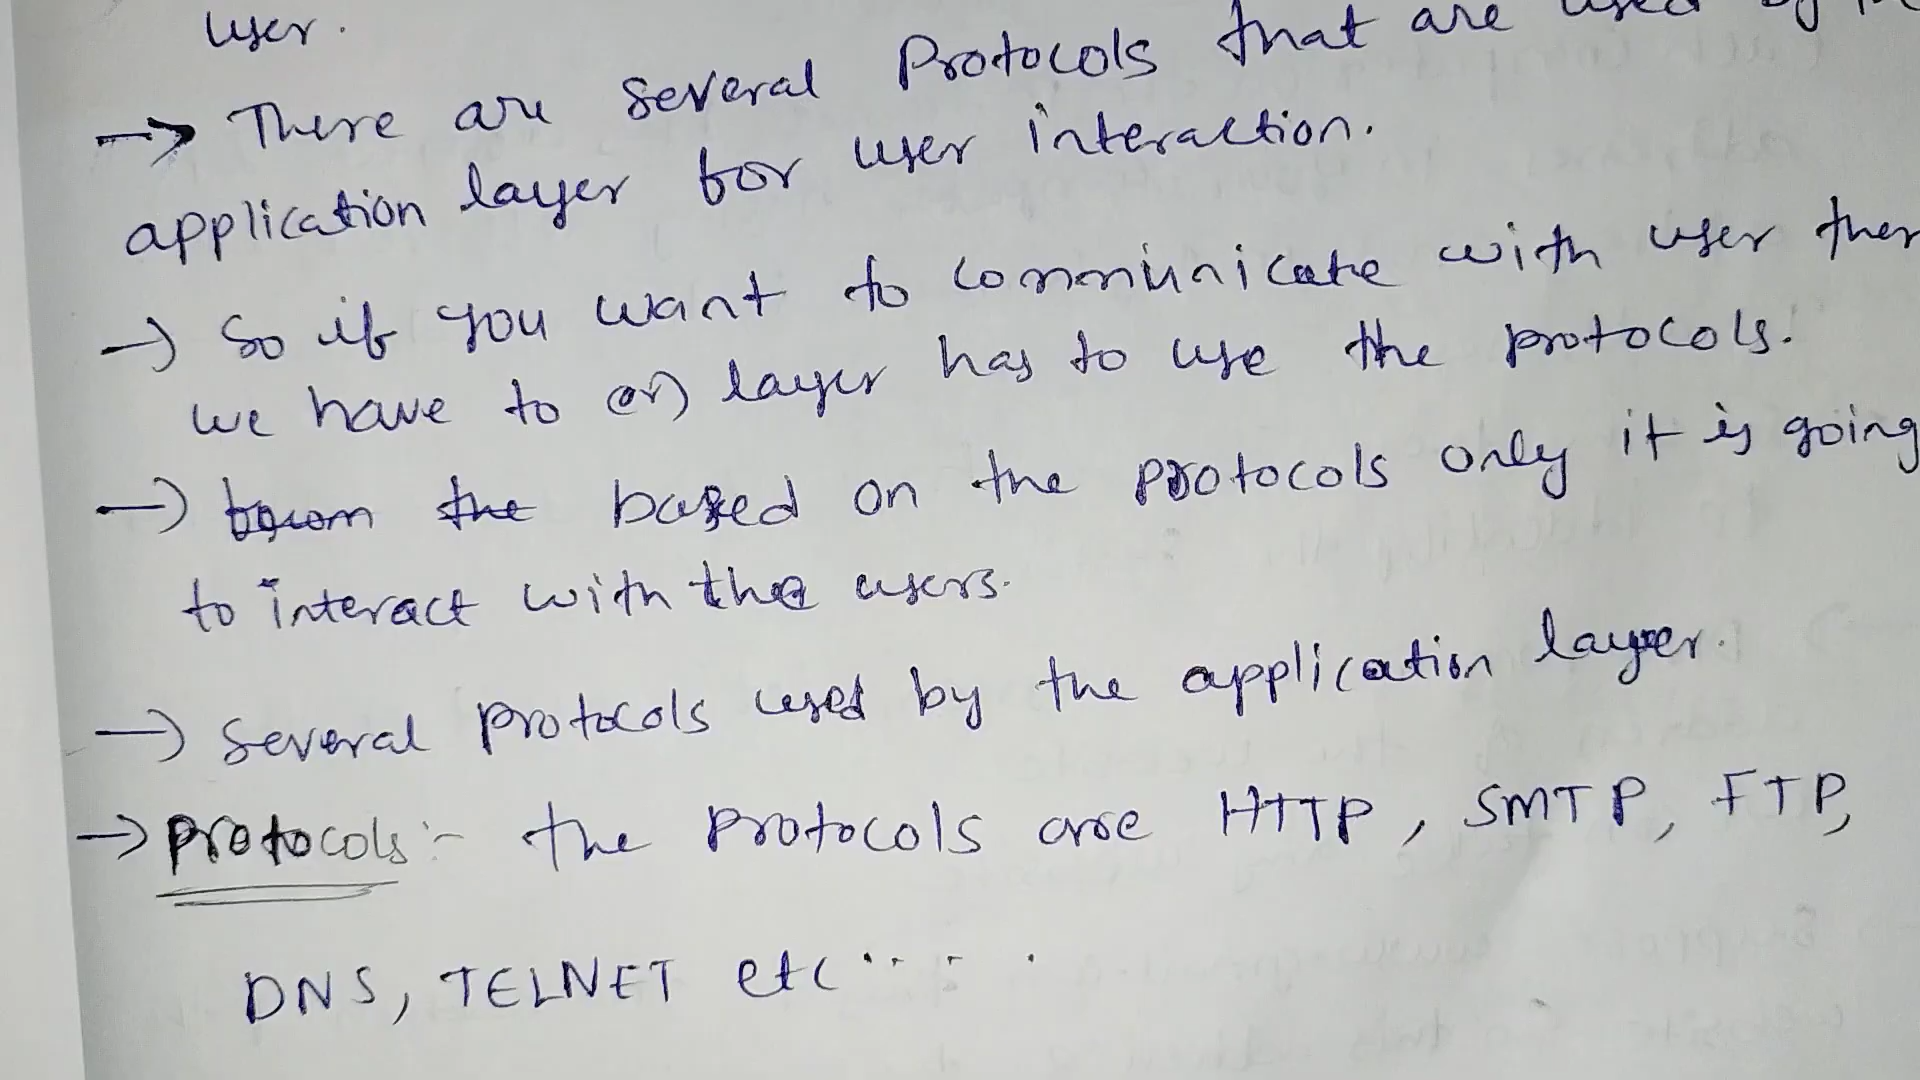 user.
→ There are several Protocols that are used by the
application layer for user interaction.
→ So if you want to communicate with user then
we have to (or) layer has to use the protocols.
→ from the based on the protocols only it is going
to interact with the users.
→ several protocols used by the application layer.
→ protocols :- the protocols are HTTP, SMTP, FTP,
DNS, TELNET etc.....